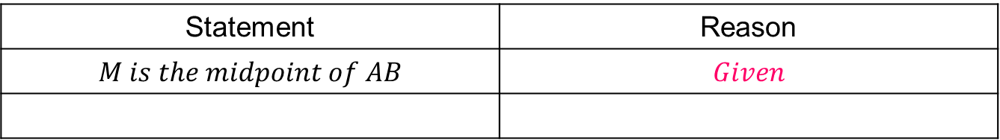 Statement Reason
M is the midpoint of AB Given